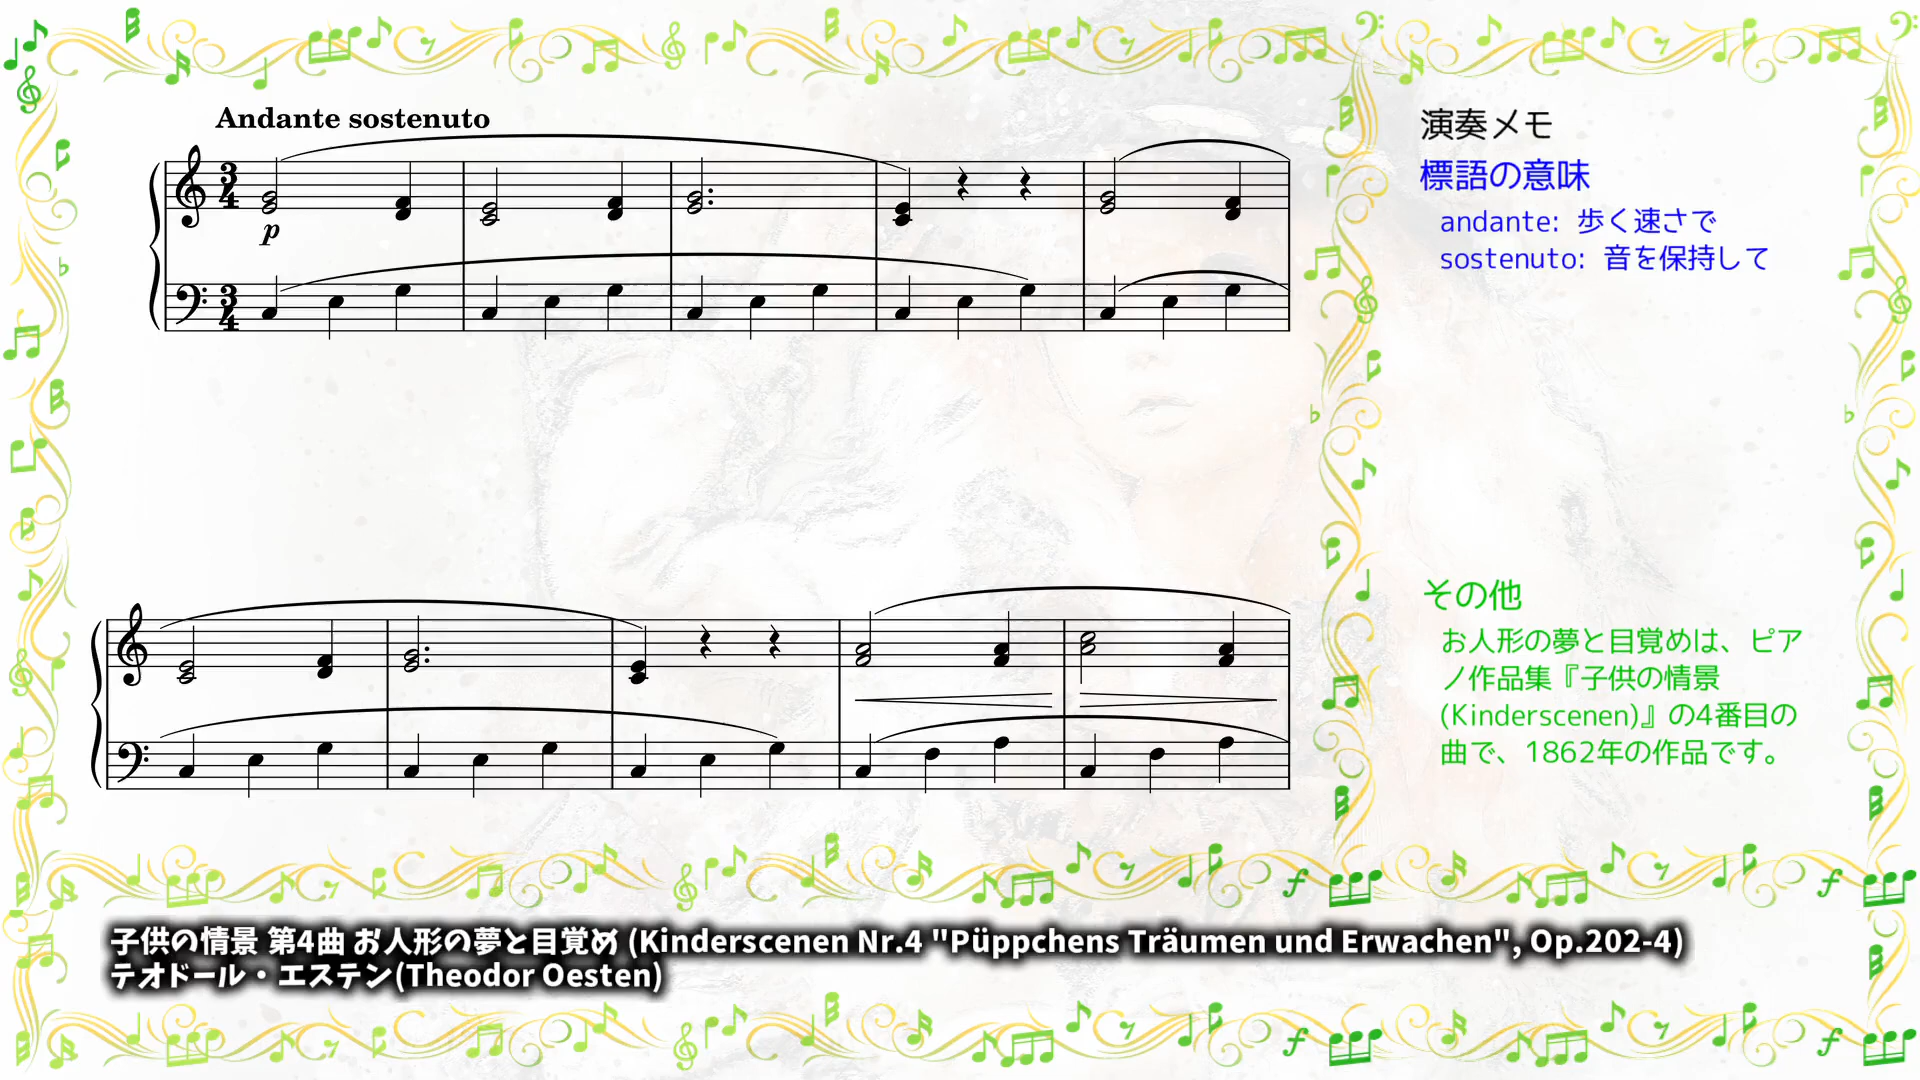 Andante sostenuto
3
4
p
3
4
演奏メモ
標語の意味
andante: 歩く速さで
sostenuto: 音を保持して
その他
お人形の夢と目覚めは、ピア
ノ作品集『子供の情景
(Kinderscenen)』の4番目の
曲で、1862年の作品です。
子供の情景 第4曲 お人形の夢と目覚め (Kinderscenen Nr.4 "Püppchens Träumen und Erwachen", Op.202-4)
テオドール・エステン(Theodor Oesten)